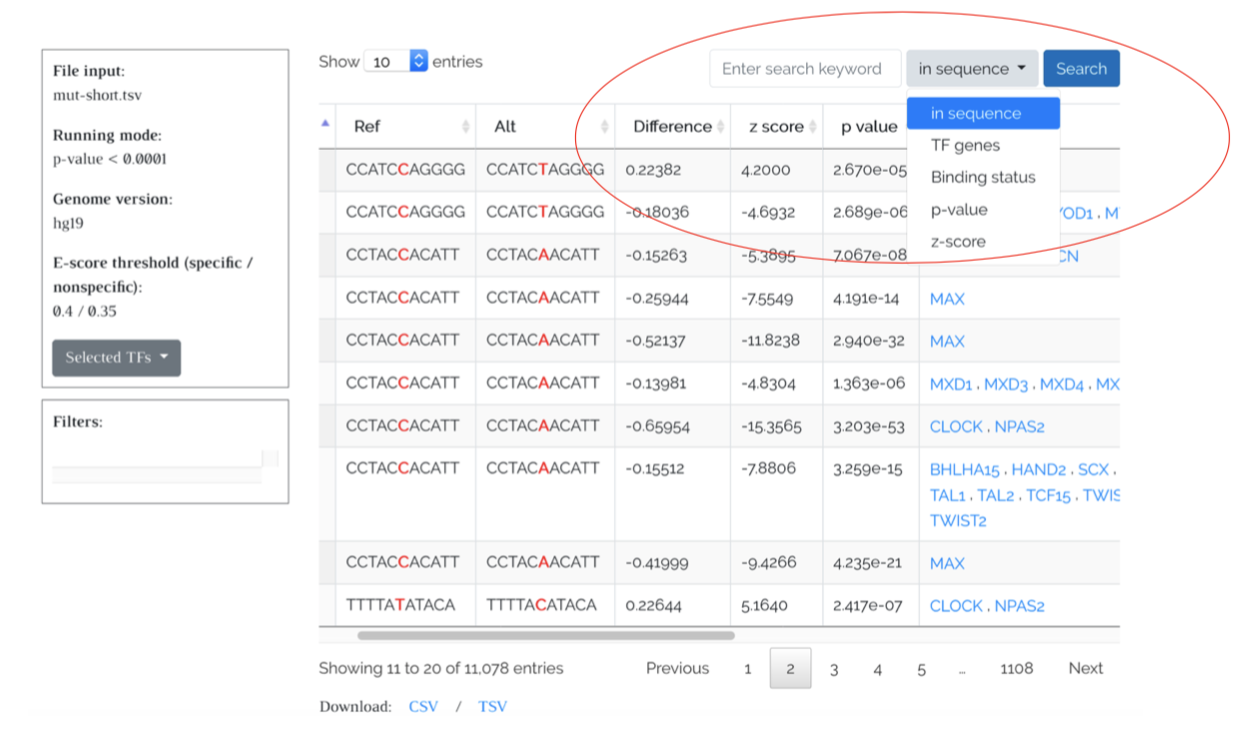 File input:
mut-short.tsv
Running mode:
p-value < 0.0001
Genome version:
hg19
E-score threshold (specific /
nonspecific):
0.4 / 0.35
Selected TFs
Filters:
Show 10 entries
Enter search keyword in sequence Search
in sequence
TF genes
Binding status
p-value
z-score
Ref Alt Difference z score p value
CCATCCAGGGG CCATCTAGGGG 0.22382 4.2000 2.670e-05
CCATCCAGGGG CCATCTAGGGG -0.18036 -4.6932 2.689e-06
CCTACCACATT CCTACAACATT -0.15263 -5.3895 7.067e-08
CCTACCACATT CCTACAACATT -0.25944 -7.5549 4.191e-14 MAX
CCTACCACATT CCTACAACATT -0.52137 -11.8238 2.940e-32 MAX
CCTACCACATT CCTACAACATT -0.13981 -4.8304 1.363e-06 MXD1 , MXD3 , MXD4 , MX
CCTACCACATT CCTACAACATT -0.65954 -15.3565 3.203e-53 CLOCK , NPAS2
CCTACCACATT CCTACAACATT -0.15512 -7.8806 3.259e-15 BHLHA15 , HAND2 , SCX ,
TAL1 , TAL2 , TCF15 , TWIS
TWIST2
CCTACCACATT CCTACAACATT -0.41999 -9.4266 4.235e-21 MAX
TTTTATATACA TTTTACATACA 0.22644 5.1640 2.417e-07 CLOCK , NPAS2
Showing 11 to 20 of 11,078 entries Previous 1 2 3 4 5 … 1108 Next
Download: CSV / TSV